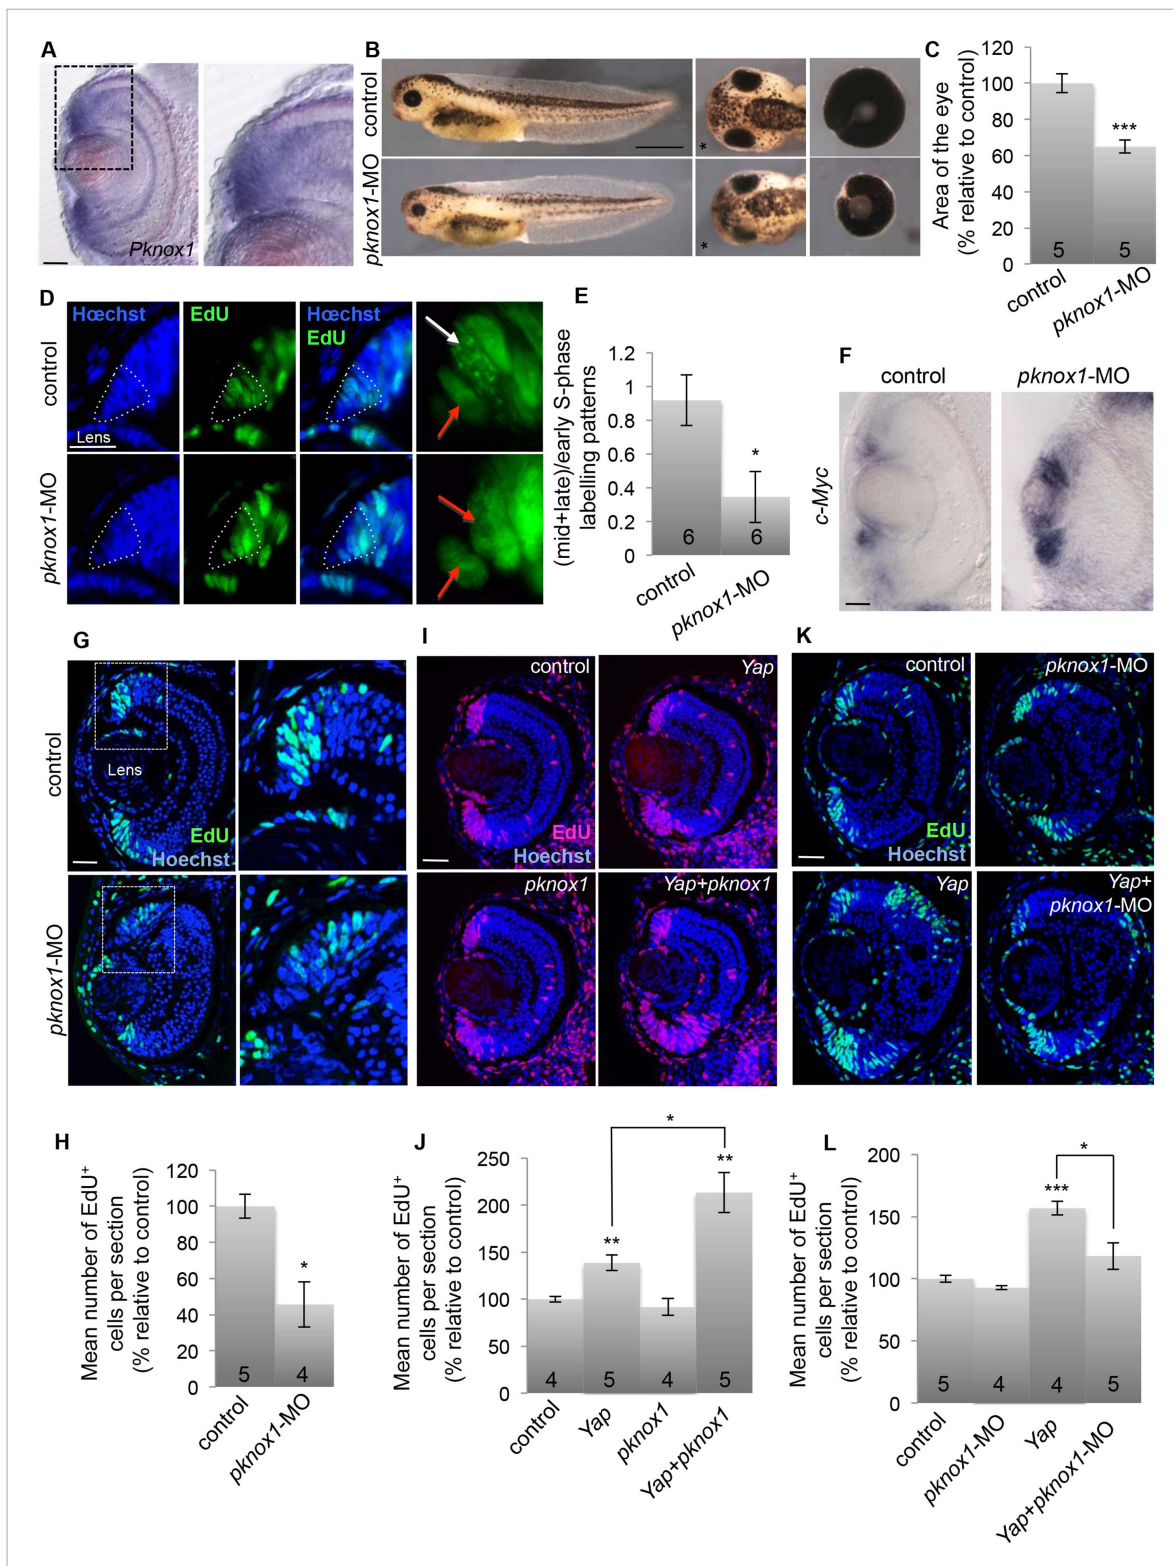 A
Pknox1
B
control
pknox1-MO
*
*
C
Area of the eye
(% relative to control)
120
100
80
60
40
20
0
***
5
5
control
pknox1-MO
D
Hœchst
EdU
Hœchst
EdU
control
Lens
pknox1-MO
E
(mid+late)/early S-phase
labelling patterns
1.2
1
0.8
0.6
0.4
0.2
0
*
6
6
control
pknox1-MO
F
control
pknox1-MO
c-Myc
G
control
Lens
EdU
Hoechst
pknox1-MO
I
control
Yap
EdU
Hoechst
pknox1
Yap+pknox1
K
control
pknox1-MO
EdU
Hoechst
Yap
Yap+
pknox1-MO
H
Mean number of EdU+
cells per section
(% relative to control)
120
100
80
60
40
20
0
*
5
4
control
pknox1-MO
J
Mean number of EdU+
cells per section
(% relative to control)
250
200
150
100
50
0
*
**
**
4
5
4
5
control
Yap
pknox1
Yap+pknox1
L
Mean number of EdU+
cells per section
(% relative to control)
200
150
100
50
0
*
***
5
4
4
5
control
pknox1-MO
Yap
Yap+pknox1-MO